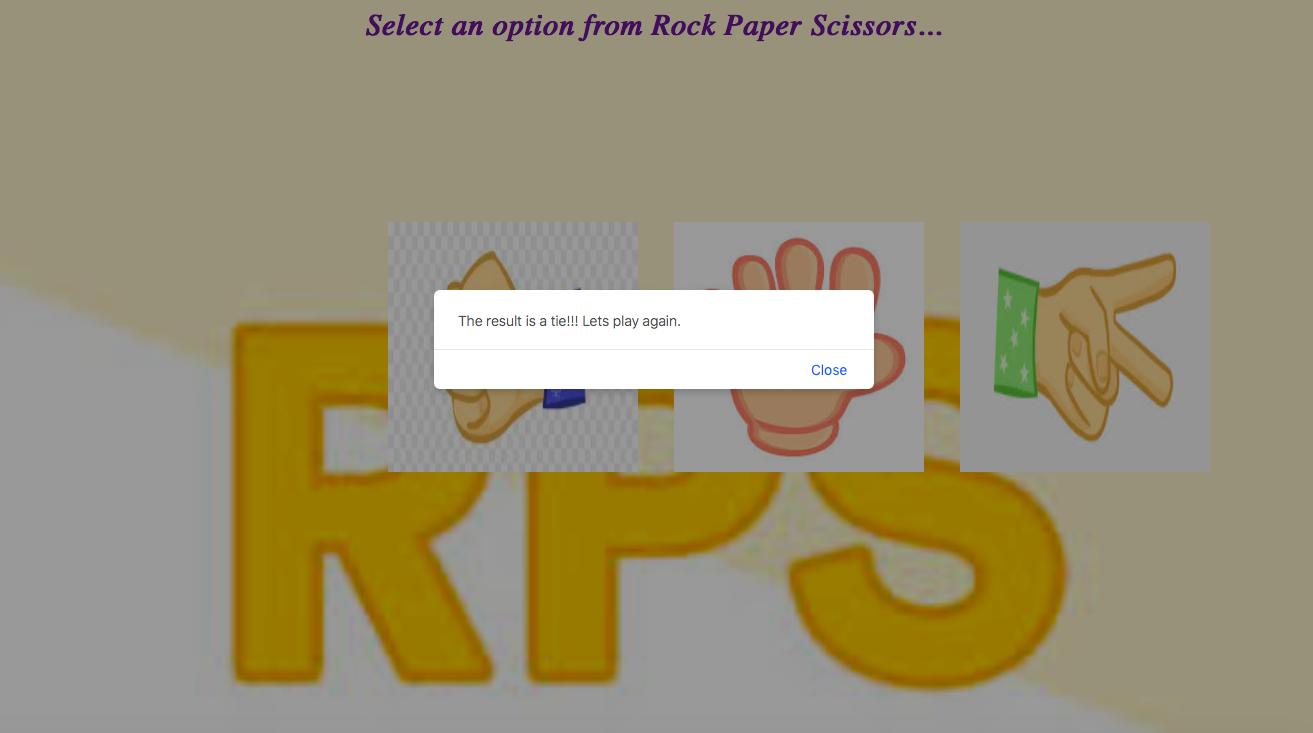 Select an option from Rock Paper Scissors...
The result is a tie!!! Lets play again.
Close
RPS